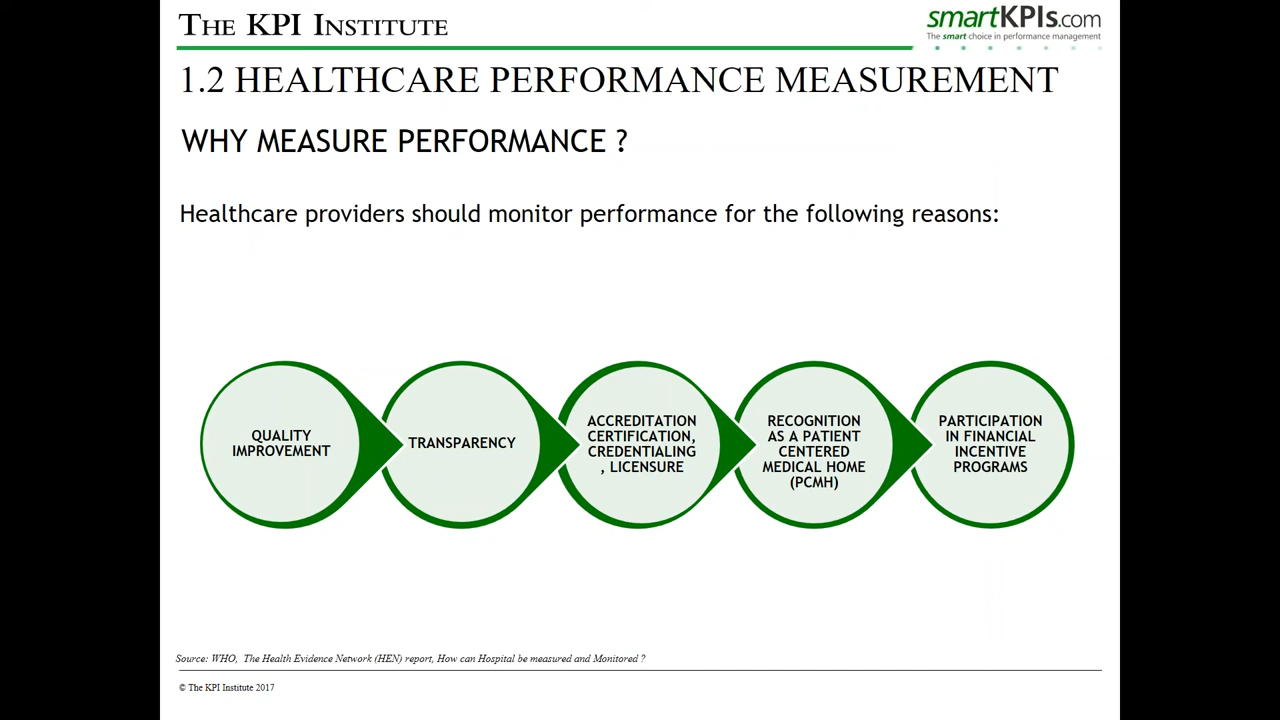 THE KPI INSTITUTE
smartKPIs.com
The smart choice in performance management
1.2 HEALTHCARE PERFORMANCE MEASUREMENT
WHY MEASURE PERFORMANCE ?
Healthcare providers should monitor performance for the following reasons:
QUALITY
IMPROVEMENT
TRANSPARENCY
ACCREDITATION
CERTIFICATION,
CREDENTIALING
, LICENSURE
RECOGNITION
AS A PATIENT
CENTERED
MEDICAL HOME
(PCMH)
PARTICIPATION
IN FINANCIAL
INCENTIVE
PROGRAMS
Source: WHO, The Health Evidence Network (HEN) report, How can Hospital be measured and Monitored ?
© The KPI Institute 2017